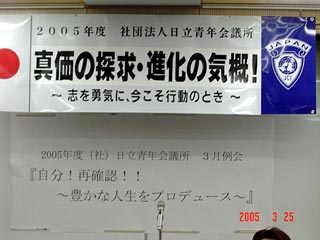 2005年度 社団法人日立青年会議所
真価の探求・進化の気概!
～ 志を勇気に、今こそ行動のとき ～
JAPAN
JCI
2005年度（社）日立青年会議所 3月例会
『自分！再確認！！
～豊かな人生をプロデュース～』
2005 3 25